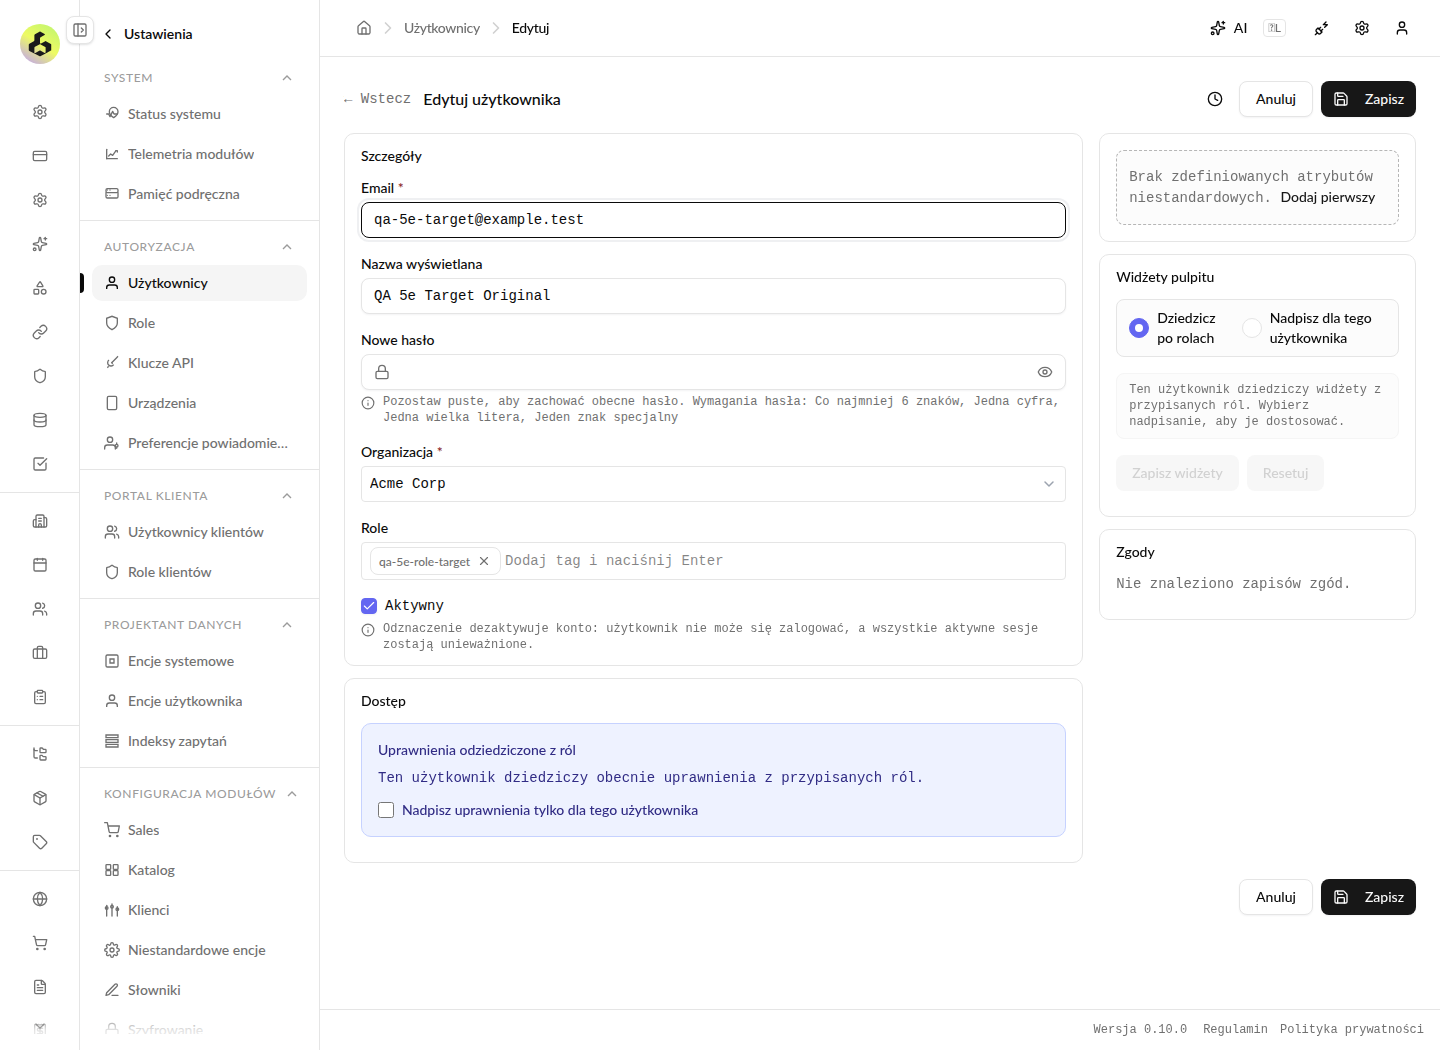 Ustawienia
SYSTEM
Status systemu
Telemetria modułów
Pamięć podręczna
AUTORYZACJA
Użytkownicy
Role
Klucze API
Urządzenia
Preferencje powiadomie...
PORTAL KLIENTA
Użytkownicy klientów
Role klientów
PROJEKTANT DANYCH
Encje systemowe
Encje użytkownika
Indeksy zapytań
KONFIGURACJA MODUŁÓW
Sales
Katalog
Klienci
Niestandardowe encje
Słowniki
Szyfrowanie
Użytkownicy
Edytuj
AI
L
← Wstecz
Edytuj użytkownika
Anuluj
Zapisz
Szczegóły
Email *
qa-5e-target@example.test
Nazwa wyświetlana
QA 5e Target Original
Nowe hasło
Pozostaw puste, aby zachować obecne hasło. Wymagania hasła: Co najmniej 6 znaków, Jedna cyfra,
Jedna wielka litera, Jeden znak specjalny
Organizacja *
Acme Corp
Role
qa-5e-role-target
Dodaj tag i naciśnij Enter
Aktywny
Odznaczenie dezaktywuje konto: użytkownik nie może się zalogować, a wszystkie aktywne sesje
zostają unieważnione.
Dostęp
Uprawnienia odziedziczone z ról
Ten użytkownik dziedziczy obecnie uprawnienia z przypisanych ról.
Nadpisz uprawnienia tylko dla tego użytkownika
Brak zdefiniowanych atrybutów
niestandardowych. Dodaj pierwszy
Widżety pulpitu
Dziedzicz
po rolach
Nadpisz dla tego
użytkownika
Ten użytkownik dziedziczy widżety z
przypisanych ról. Wybierz
nadpisanie, aby je dostosować.
Zapisz widżety
Resetuj
Zgody
Nie znaleziono zapisów zgód.
Anuluj
Zapisz
Wersja 0.10.0
Regulamin
Polityka prywatności